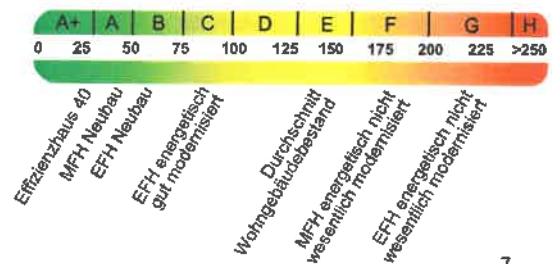 A+ A B C D E F G H
0 25 50 75 100 125 150 175 200 225 >250
Effizienzhaus 40
MFH Neubau
EFH Neubau
EFH energetisch
gut modernisiert
Durchschnitt
Wohngebäudebestand
MFH energetisch nicht
wesentlich modernisiert
EFH energetisch nicht
wesentlich modernisiert
7